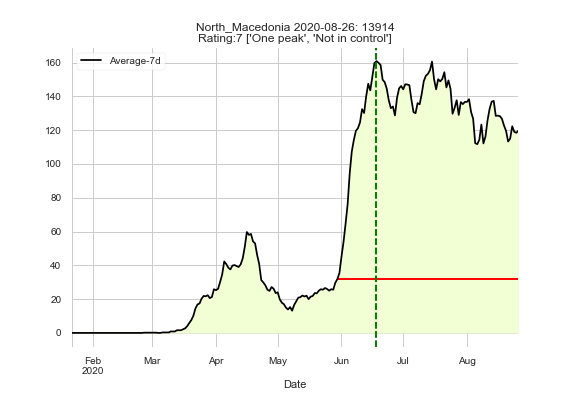 North_Macedonia 2020-08-26: 13914
Rating:7 ['One peak', 'Not in control']
Average-7d
160
140
120
100
80
60
40
20
0
Feb Mar Apr May Jun Jul Aug
2020
Date